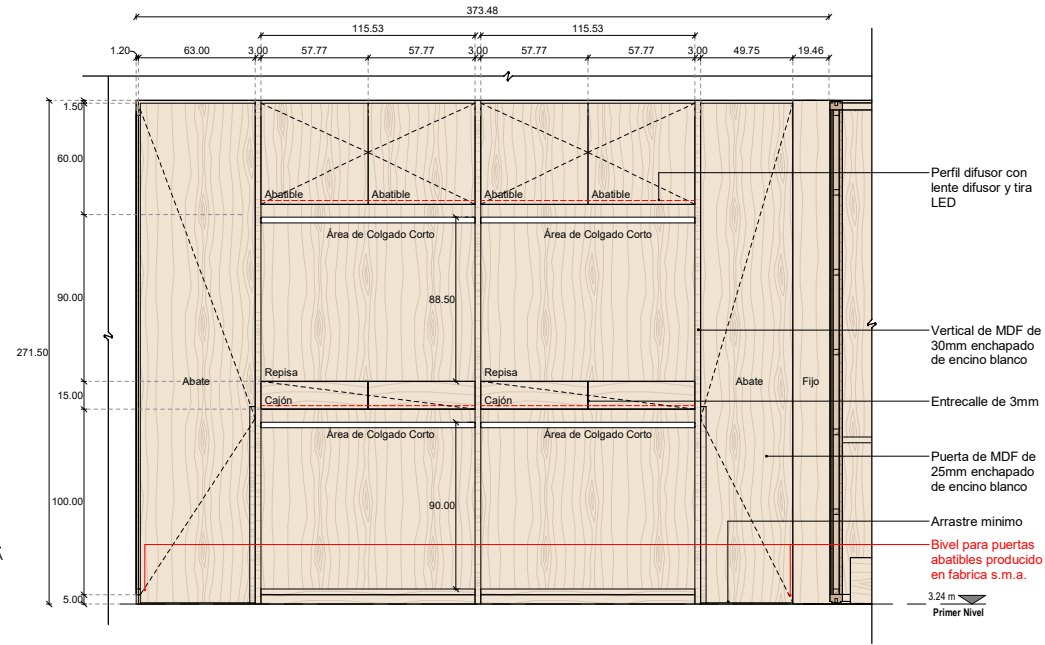 373.48
115.53
115.53
1.20
63.00
3.00
57.77
57.77
3.00
57.77
57.77
3.00
49.75
19.46
1.50
60.00
90.00
271.50
15.00
100.00
5.00
Abatible
Abatible
Abatible
Abatible
Área de Colgado Corto
Área de Colgado Corto
88.50
Abate
Repisa
Repisa
Abate
Fijo
Cajón
Cajón
Área de Colgado Corto
Área de Colgado Corto
90.00
Perfil difusor con
lente difusor y tira
LED
Vertical de MDF de
30mm enchapado
de encino blanco
Entrecalle de 3mm
Puerta de MDF de
25mm enchapado
de encino blanco
Arrastre minimo
Bivel para puertas
abatibles producido
en fabrica s.m.a.
3.24 m
Primer Nivel